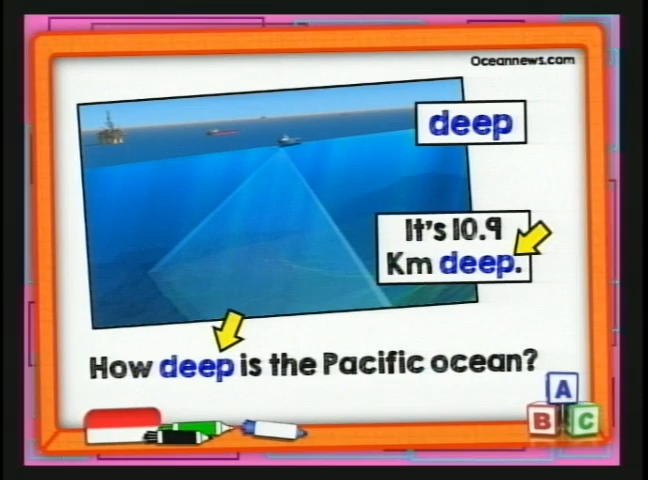 Oceannews.com
deep
It's 10.9
Km deep.
How deep is the Pacific ocean?
A
B C